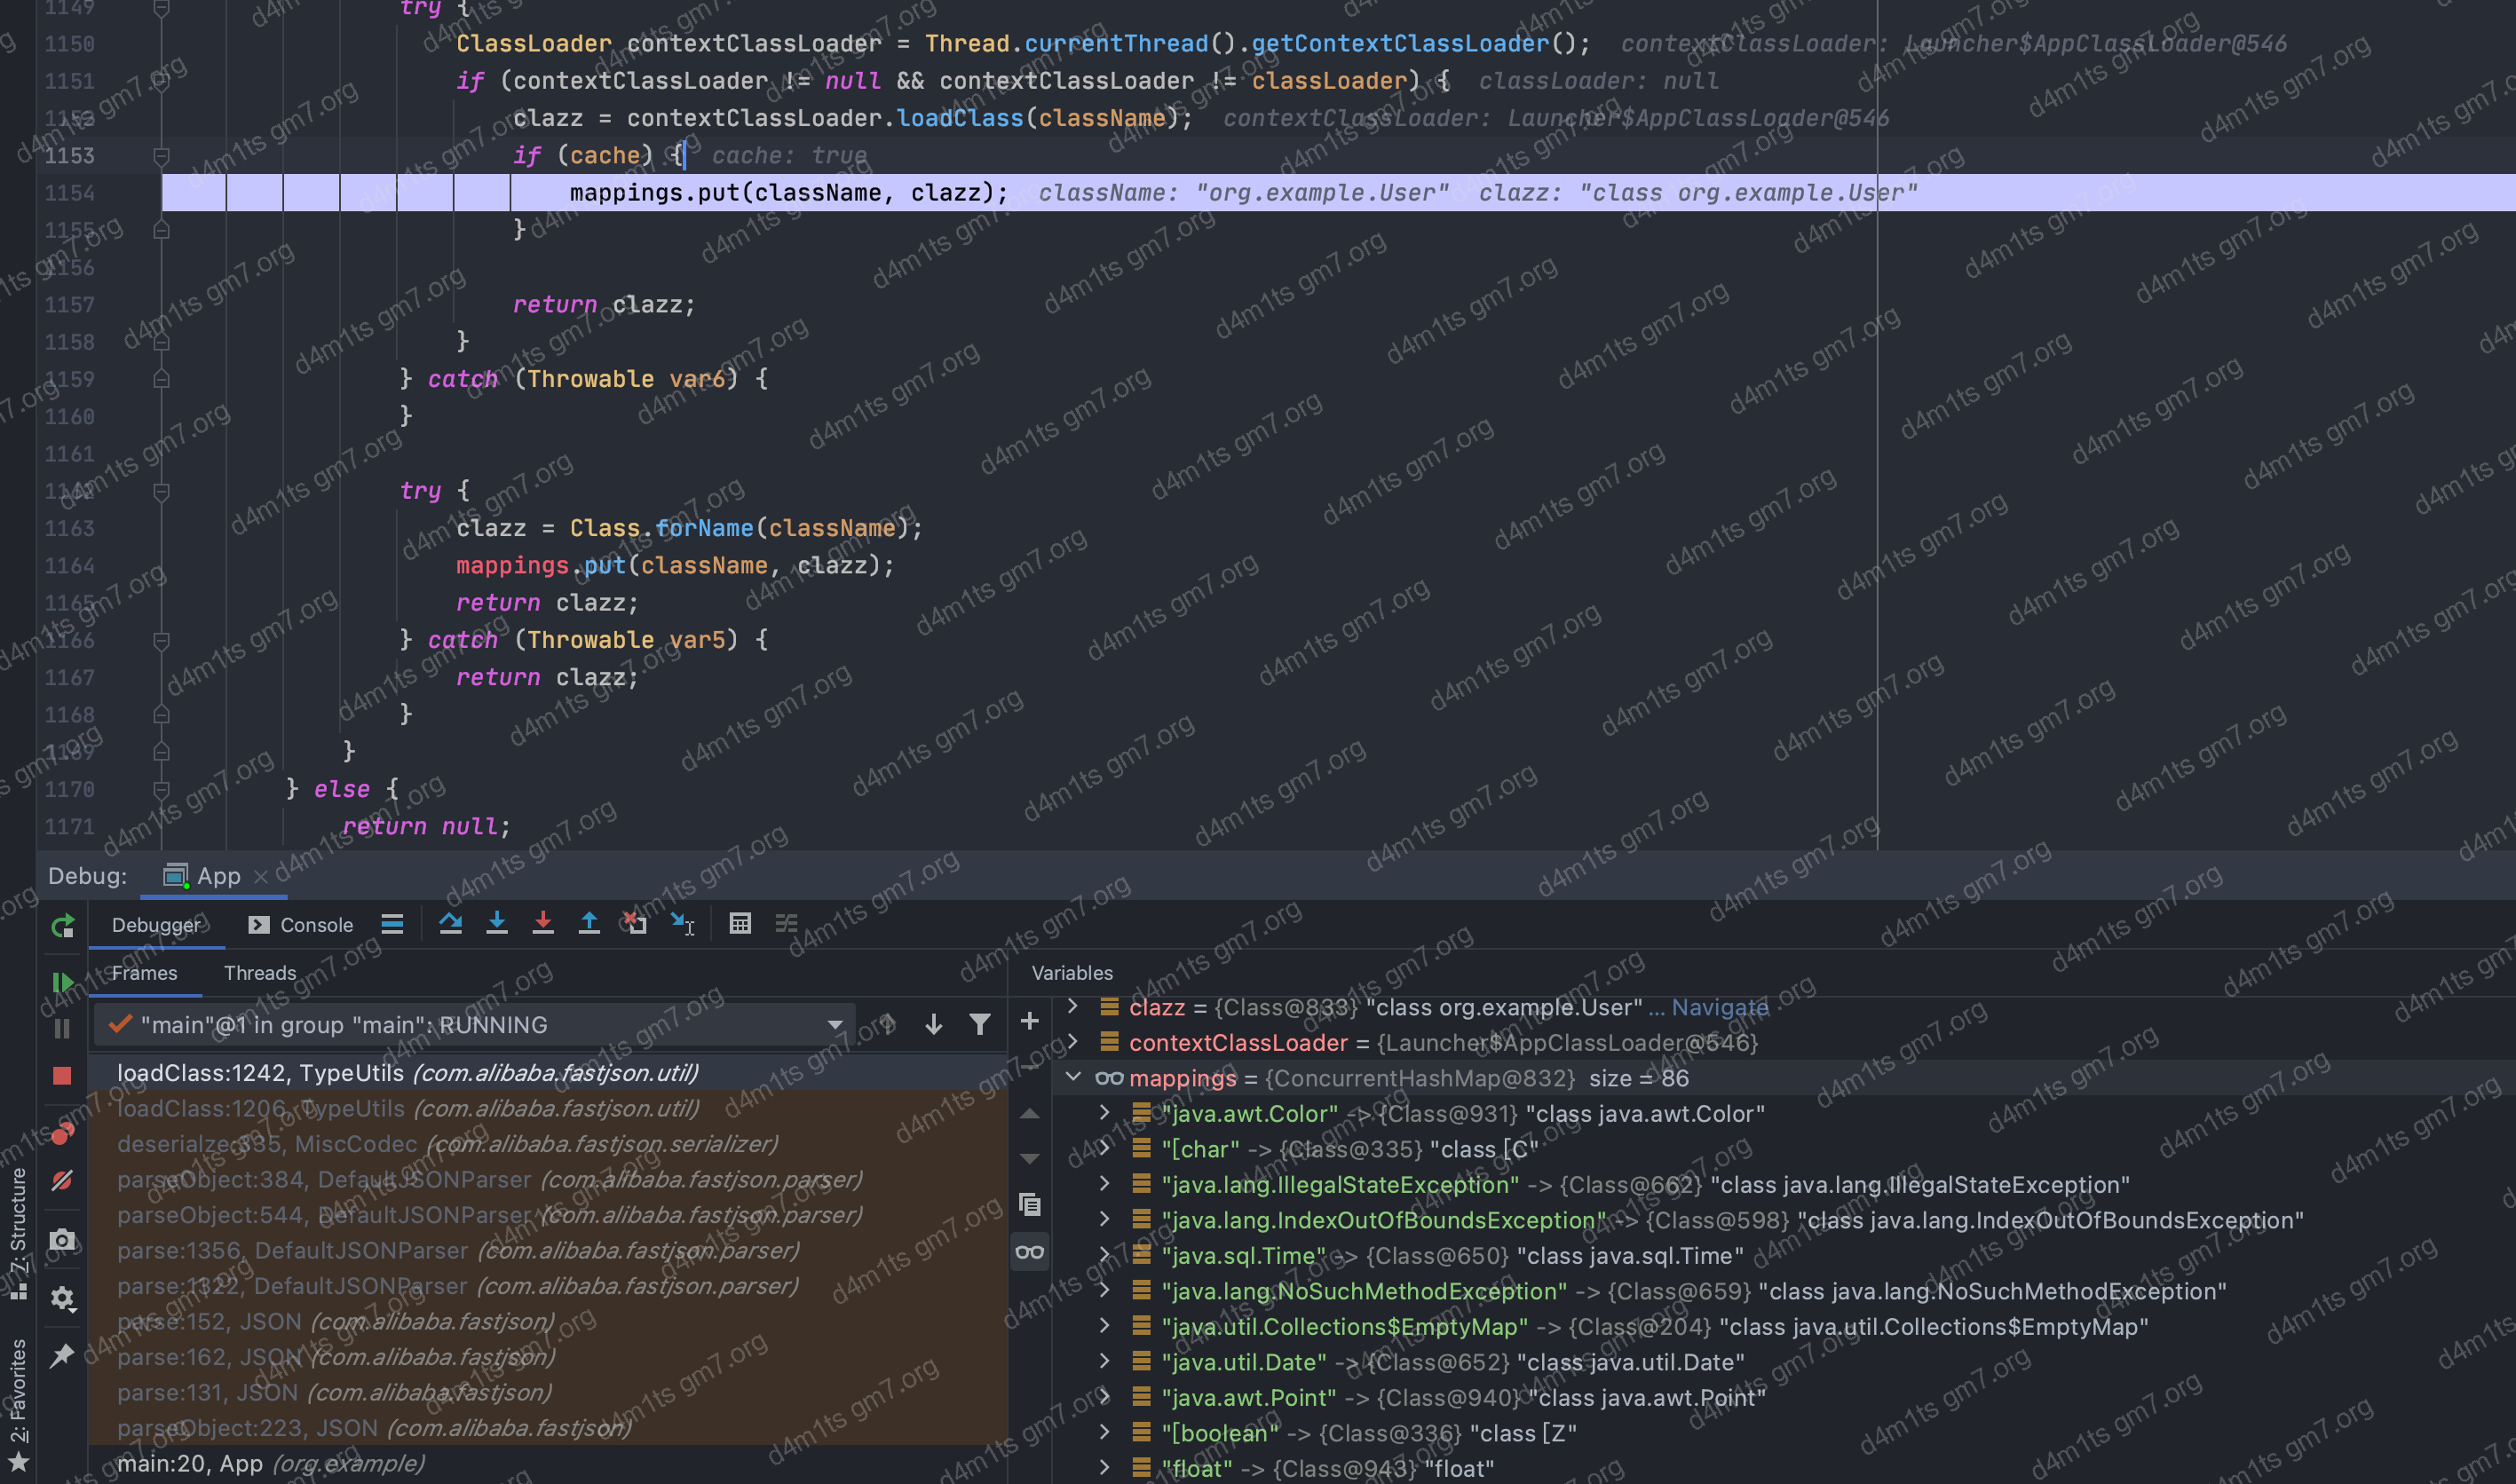 1149 try {
1150 ClassLoader contextClassLoader = Thread.currentThread().getContextClassLoader(); contextClassLoader: Launcher$AppClassLoader@546
1151 if (contextClassLoader != null && contextClassLoader != classLoader) { classLoader: null
1152 clazz = contextClassLoader.loadClass(className); contextClassLoader: Launcher$AppClassLoader@546
1153 if (cache) { cache: true
1154 mappings.put(className, clazz); className: "org.example.User" clazz: "class org.example.User"
1155 }
1156
1157 return clazz;
1158 }
1159 } catch (Throwable var6) {
1160 }
1161
1162 try {
1163 clazz = Class.forName(className);
1164 mappings.put(className, clazz);
1165 return clazz;
1166 } catch (Throwable var5) {
1167 return clazz;
1168 }
1169 }
1170 } else {
1171 return null;
Debug: App
Debugger Console
Frames Threads
"main"@1 in group "main": RUNNING
loadClass:1242, TypeUtils (com.alibaba.fastjson.util)
loadClass:1206, TypeUtils (com.alibaba.fastjson.util)
deserialze:335, MiscCodec (com.alibaba.fastjson.serializer)
parseObject:384, DefaultJSONParser (com.alibaba.fastjson.parser)
parseObject:544, DefaultJSONParser (com.alibaba.fastjson.parser)
parse:1356, DefaultJSONParser (com.alibaba.fastjson.parser)
parse:1322, DefaultJSONParser (com.alibaba.fastjson.parser)
parse:152, JSON (com.alibaba.fastjson)
parse:162, JSON (com.alibaba.fastjson)
parse:131, JSON (com.alibaba.fastjson)
parseObject:223, JSON (com.alibaba.fastjson)
main:20, App (org.example)
Variables
clazz = {Class@833} "class org.example.User" ... Navigate
contextClassLoader = {Launcher$AppClassLoader@546}
mappings = {ConcurrentHashMap@832} size = 86
"java.awt.Color" -> {Class@931} "class java.awt.Color"
"[char" -> {Class@335} "class [C"
"java.lang.IllegalStateException" -> {Class@662} "class java.lang.IllegalStateException"
"java.lang.IndexOutOfBoundsException" -> {Class@598} "class java.lang.IndexOutOfBoundsException"
"java.sql.Time" -> {Class@650} "class java.sql.Time"
"java.lang.NoSuchMethodException" -> {Class@659} "class java.lang.NoSuchMethodException"
"java.util.Collections$EmptyMap" -> {Class@204} "class java.util.Collections$EmptyMap"
"java.util.Date" -> {Class@652} "class java.util.Date"
"java.awt.Point" -> {Class@940} "class java.awt.Point"
"[boolean" -> {Class@336} "class [Z"
"float" -> {Class@943} "float"
7: Structure
2: Favorites
d4m1ts gm7.org